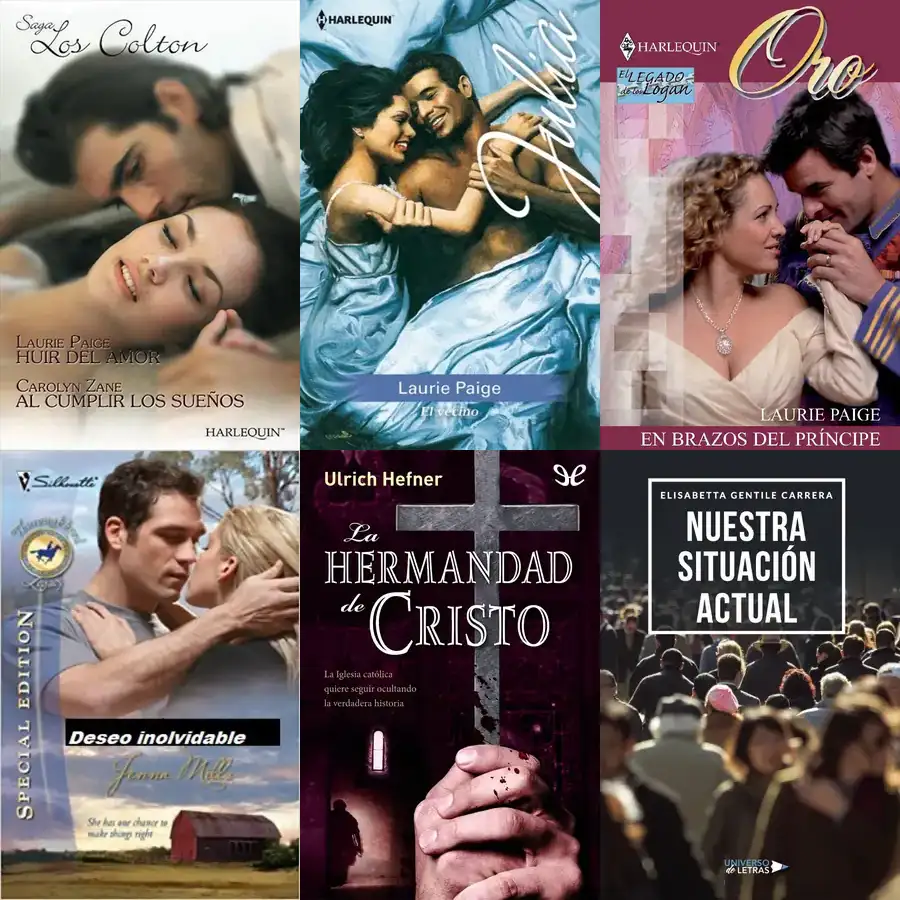 Saga
Los Colton
LAURIE PAIGE
HUIR DEL AMOR
CAROLYN ZANE
AL CUMPLIR LOS SUEÑOS
HARLEQUIN™
HARLEQUIN™
Julia
Laurie Paige
El vecino
HARLEQUIN™
Oro
EL LEGADO
de los Logan
LAURIE PAIGE
EN BRAZOS DEL PRÍNCIPE
Silhouette®
SPECIAL EDITION
Deseo inolvidable
Jenna Mills
She has one chance to
make things right
Ulrich Hefner
La
HERMANDAD
de
CRISTO
La Iglesia católica
quiere seguir ocultando
la verdadera historia
ELISABETTA GENTILE CARRERA
NUESTRA
SITUACIÓN
ACTUAL
UNIVERSO
de LETRAS